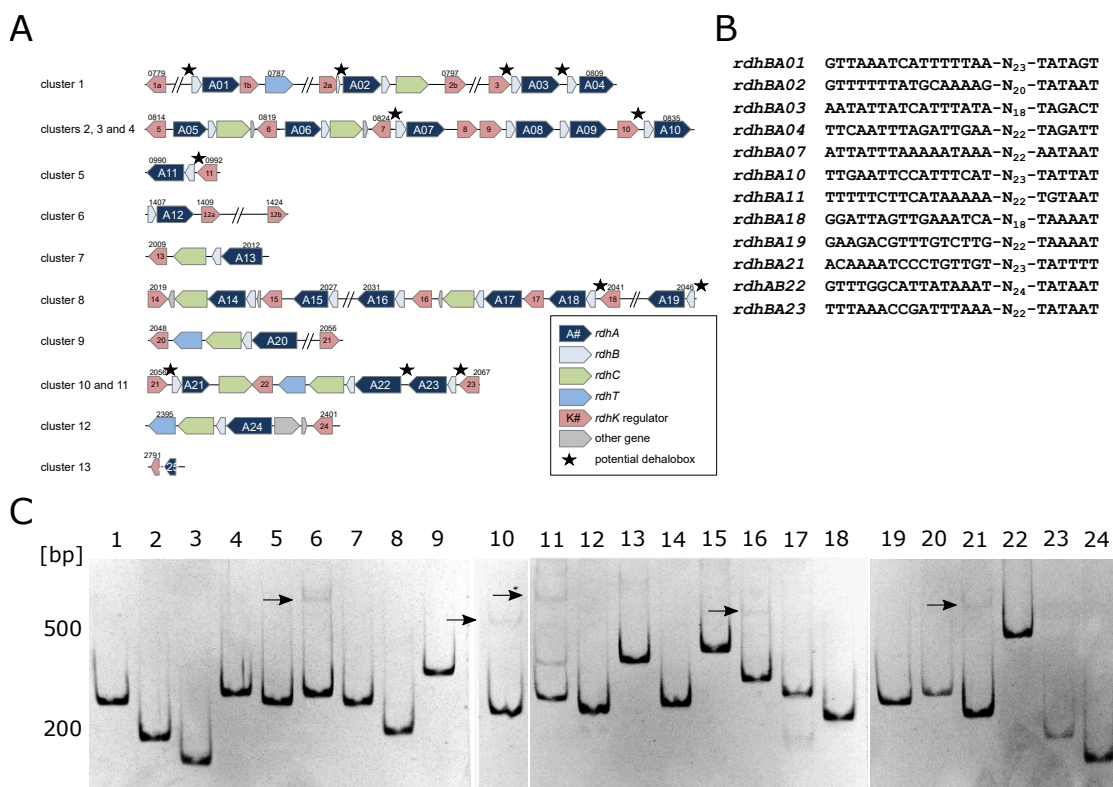 A
cluster 1
0779 0787 0797 0809
1a A01 1b 2a A02 2b 3 A03 A04
clusters 2, 3 and 4
0814 0819 0824 0835
5 A05 6 A06 7 A07 8 9 A08 A09 10 A10
cluster 5
0990 0992
A11 11
cluster 6
1407 1409 1424
A12 12a 12b
cluster 7
2009 2012
13 A13
cluster 8
2019 2027 2031 2041 2046
14 A14 15 A15 A16 16 A17 17 A18 18 A19
cluster 9
2048 2056
20 A20 21
cluster 10 and 11
2056 2067
21 A21 22 A22 A23 23
cluster 12
2395 2401
A24 24
cluster 13
2791
25
A# rdhA
rdhB
rdhC
rdhT
K# rdhK regulator
other gene
potential dehalobox
B
rdhBA01 GTTAAATCATTTTTAA-N23-TATAGT
rdhBA02 GTTTTTTATGCAAAAG-N20-TATAAT
rdhBA03 AATATTATCATTTATA-N18-TAGACT
rdhBA04 TTCAATTTAGATTGAA-N22-TAGATT
rdhBA07 ATTATTTAAAAATAAA-N22-AATAAT
rdhBA10 TTGAATTCCATTTCAT-N23-TATTAT
rdhBA11 TTTTTCTTCATAAAAA-N22-TGTAAT
rdhBA18 GGATTAGTTGAAATCA-N18-TAAAAT
rdhBA19 GAAGACGTTTGTCTTG-N22-TAAAAT
rdhBA21 ACAAAATCCCTGTTGT-N23-TATTTT
rdhAB22 GTTTGGCATTATAAAT-N24-TATAAT
rdhBA23 TTTAAACCGATTTAAA-N22-TATAAT
C
[bp] 1 2 3 4 5 6 7 8 9 10 11 12 13 14 15 16 17 18 19 20 21 22 23 24
500
200